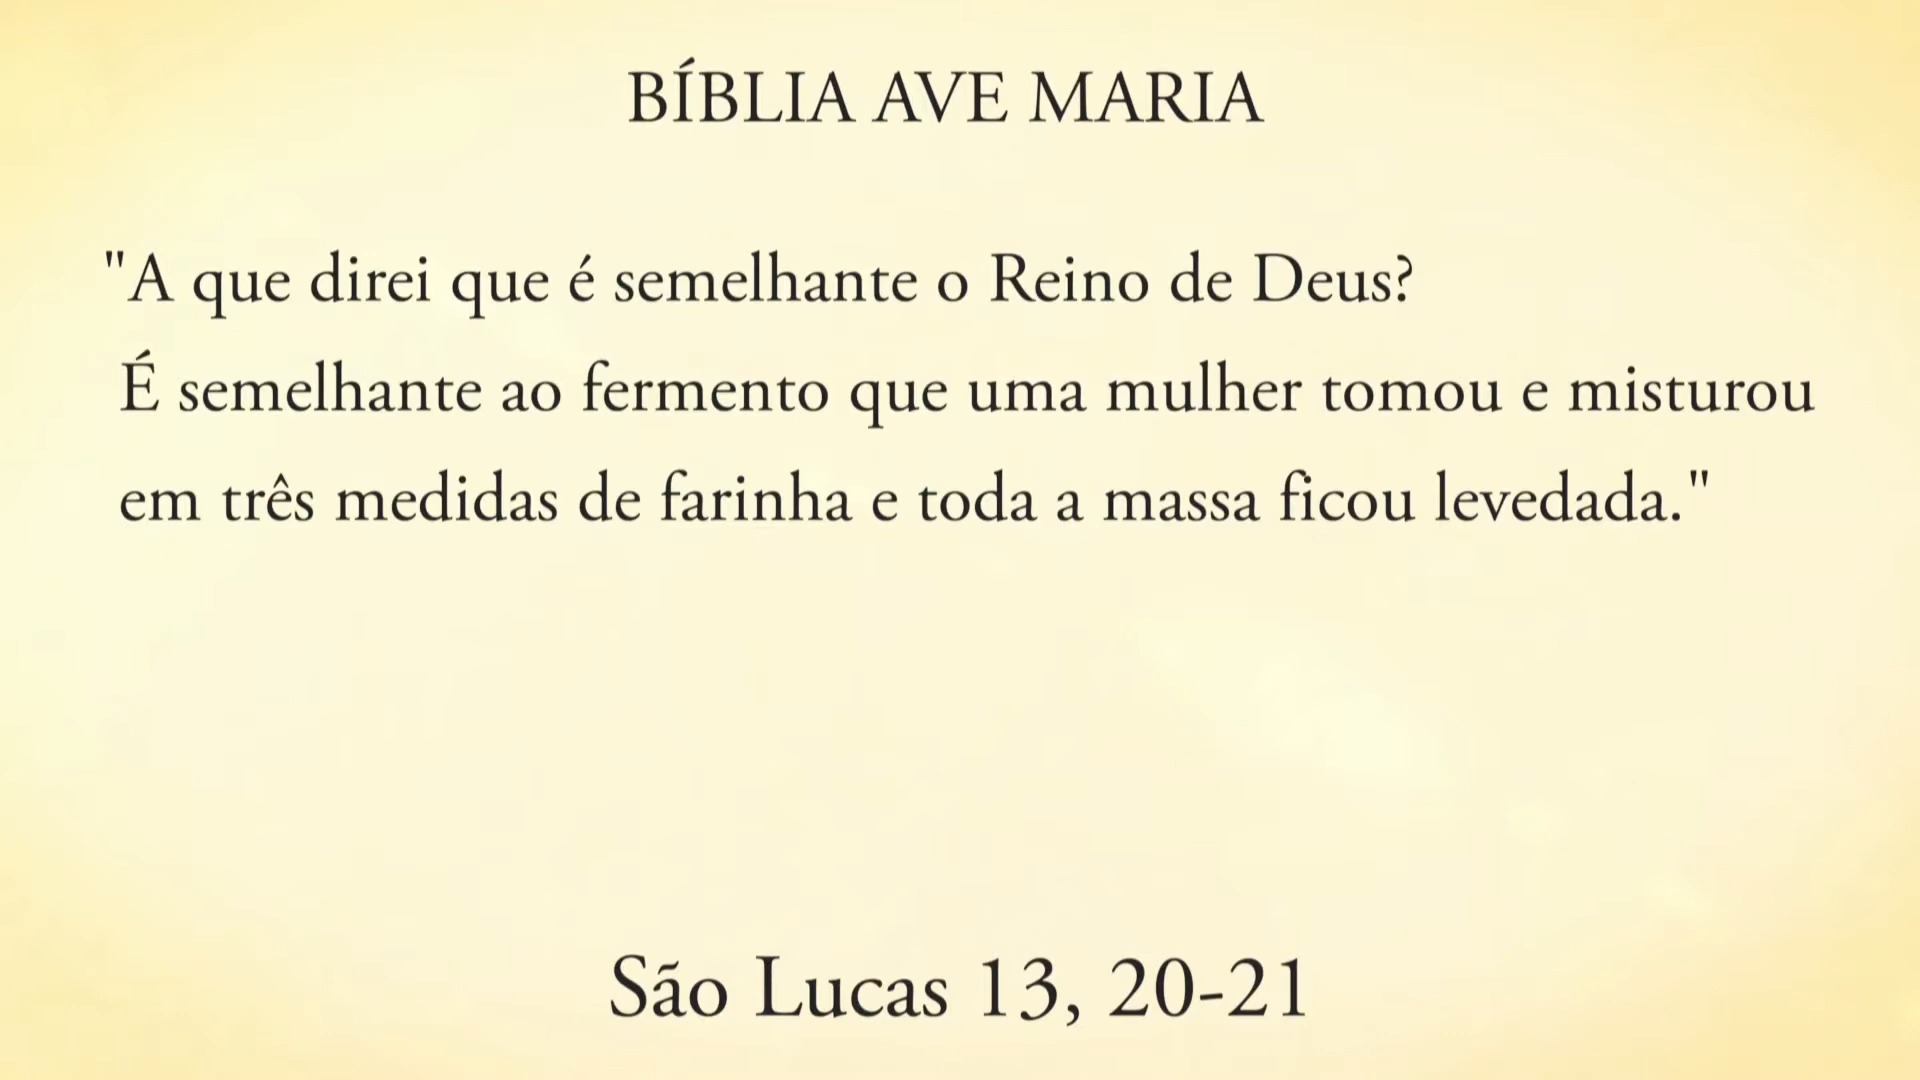 BÍBLIA AVE MARIA
"A que direi que é semelhante o Reino de Deus?
É semelhante ao fermento que uma mulher tomou e misturou
em três medidas de farinha e toda a massa ficou levedada."
São Lucas 13, 20-21